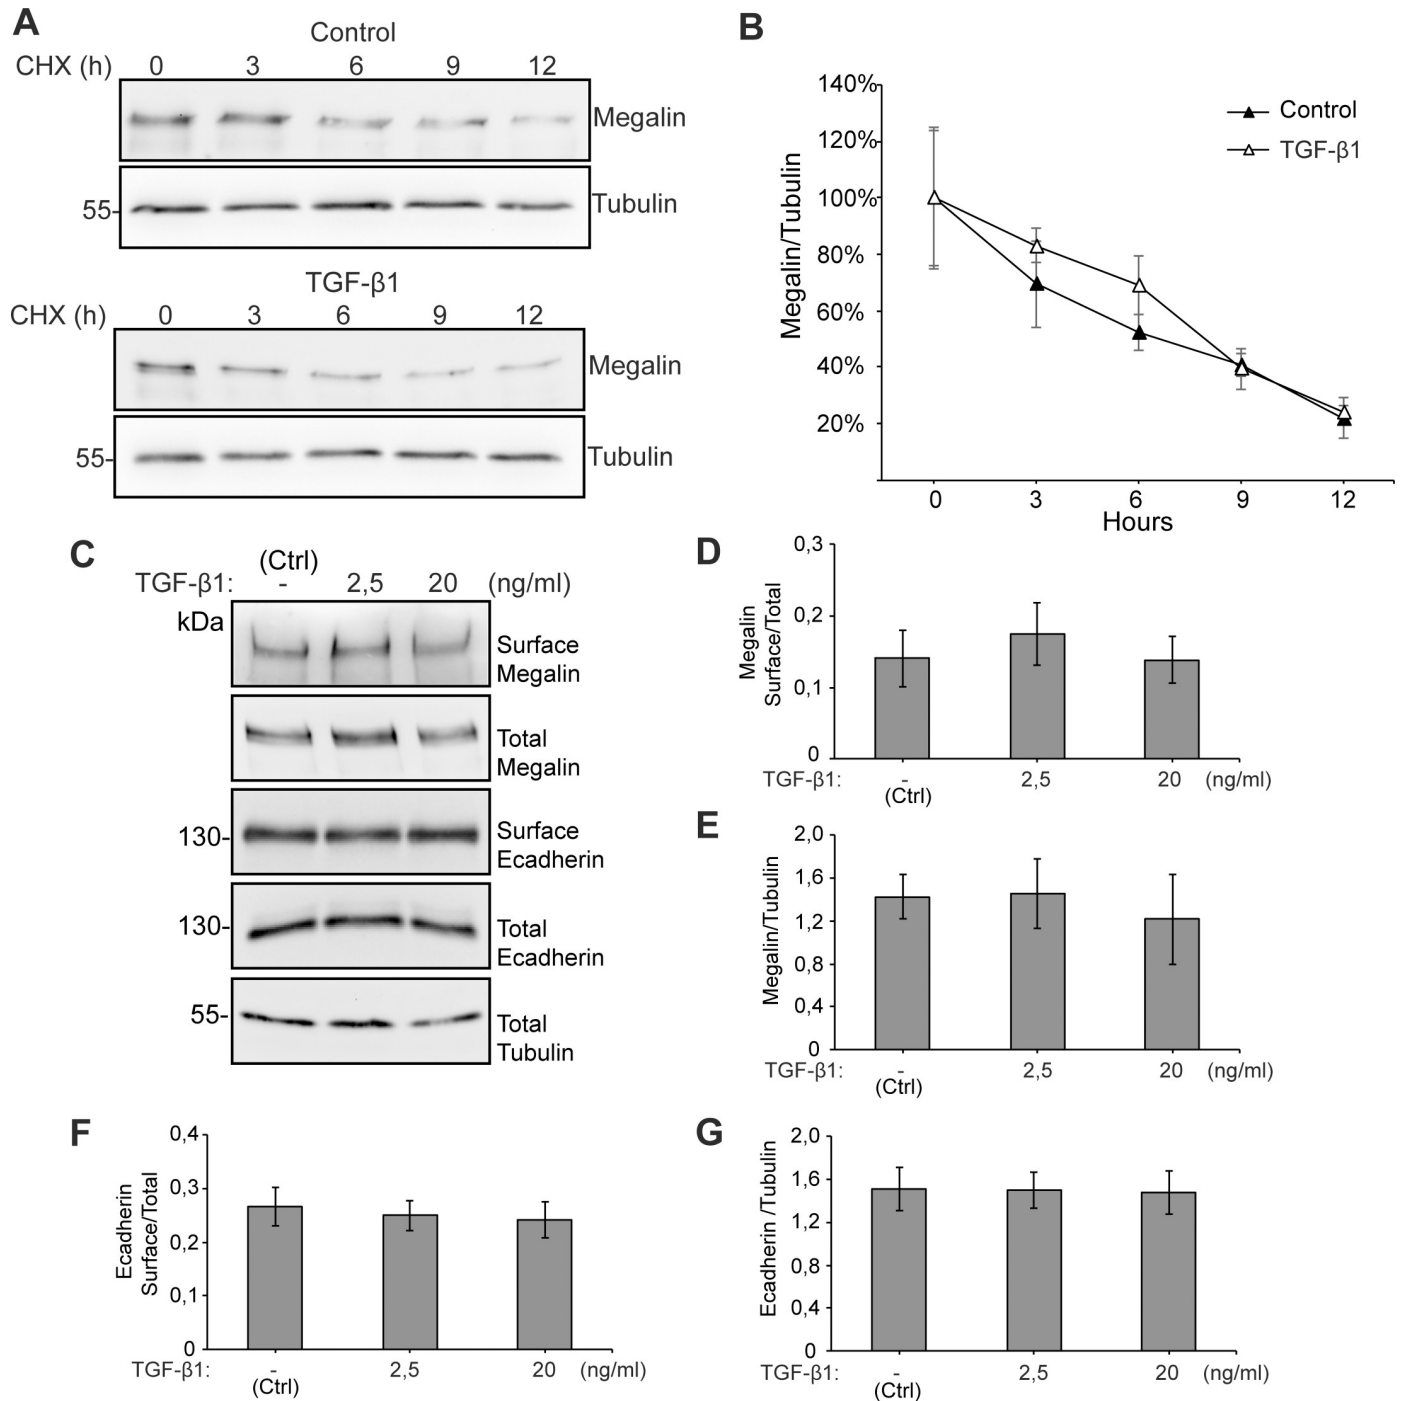 A
Control
CHX (h) 0 3 6 9 12
Megalin
55- Tubulin
TGF-β1
CHX (h) 0 3 6 9 12
Megalin
55- Tubulin
B
140%
120%
100%
80%
60%
40%
20%
Megalin/Tubulin
Control
TGF-β1
0 3 6 9 12
Hours
C
(Ctrl)
TGF-β1: - 2,5 20 (ng/ml)
kDa
Surface
Megalin
Total
Megalin
130- Surface
Ecadherin
130- Total
Ecadherin
55- Total
Tubulin
D
Megalin
Surface/Total
0,3
0,2
0,1
0
TGF-β1: - 2,5 20 (ng/ml)
(Ctrl)
E
Megalin/Tubulin
2,0
1,6
1,2
0,8
0,4
0
TGF-β1: - 2,5 20 (ng/ml)
(Ctrl)
F
Ecadherin
Surface/Total
0,4
0,3
0,2
0,1
0
TGF-β1: - 2,5 20 (ng/ml)
(Ctrl)
G
Ecadherin /Tubulin
2,0
1,6
1,2
0,8
0,4
0
TGF-β1: - 2,5 20 (ng/ml)
(Ctrl)